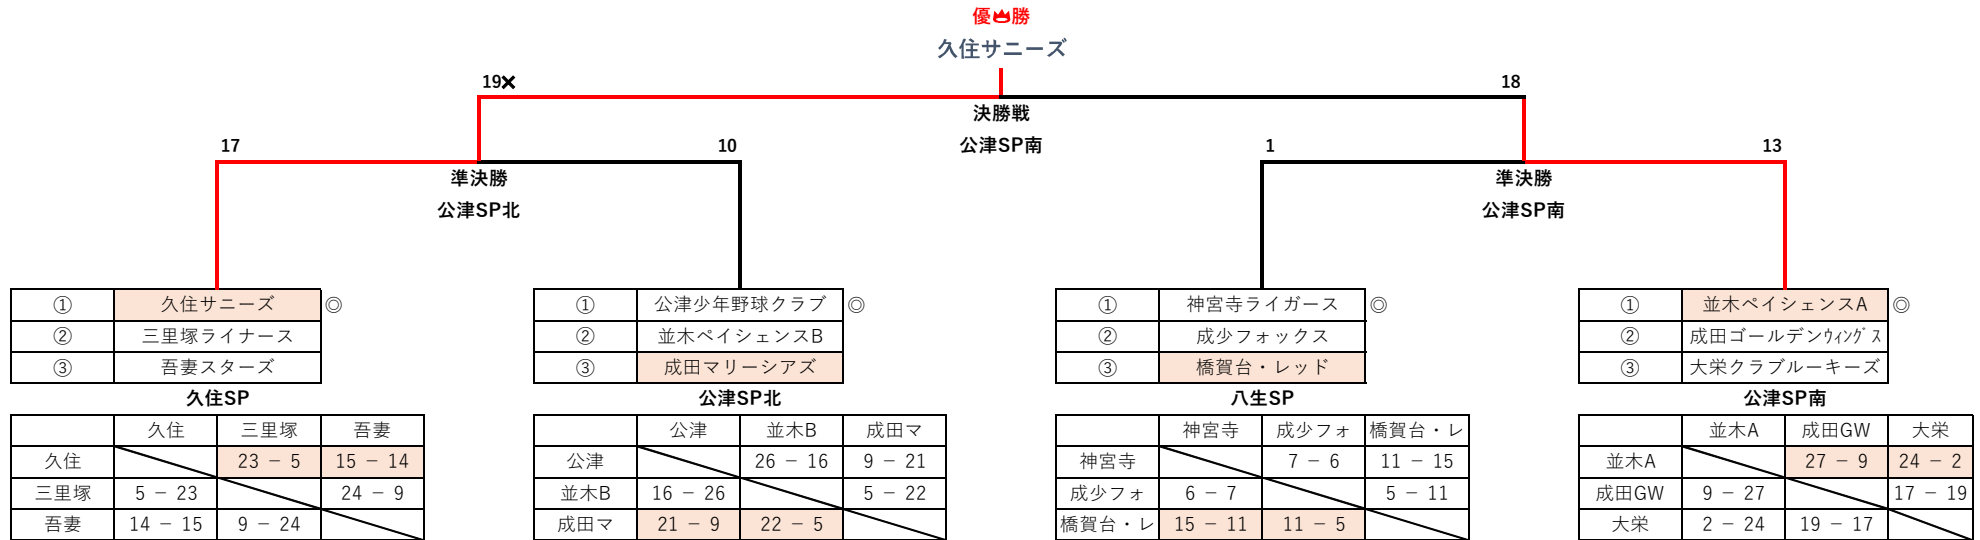 優勝
久住サニーズ
19✖ 18
決勝戦
公津SP南
17 10 1 13
準決勝 準決勝
公津SP北 公津SP南
① 久住サニーズ ◎ ① 公津少年野球クラブ ◎ ① 神宮寺ライガース ◎ ① 並木ペイシェンスA ◎
② 三里塚ライナース ② 並木ペイシェンスB ② 成少フォックス ② 成田ゴールデンウィングス
③ 吾妻スターズ ③ 成田マリーシアズ ③ 橋賀台・レッド ③ 大栄クラブルーキーズ
久住SP 公津SP北 八生SP 公津SP南
久住 三里塚 吾妻 公津 並木B 成田マ 神宮寺 成少フォ 橋賀台・レ 並木A 成田GW 大栄
久住 23 － 5 15 － 14 公津 26 － 16 9 － 21 神宮寺 7 － 6 11 － 15 並木A 27 － 9 24 － 2
三里塚 5 － 23 24 － 9 並木B 16 － 26 5 － 22 成少フォ 6 － 7 5 － 11 成田GW 9 － 27 17 － 19
吾妻 14 － 15 9 － 24 成田マ 21 － 9 22 － 5 橋賀台・レ 15 － 11 11 － 5 大栄 2 － 24 19 － 17